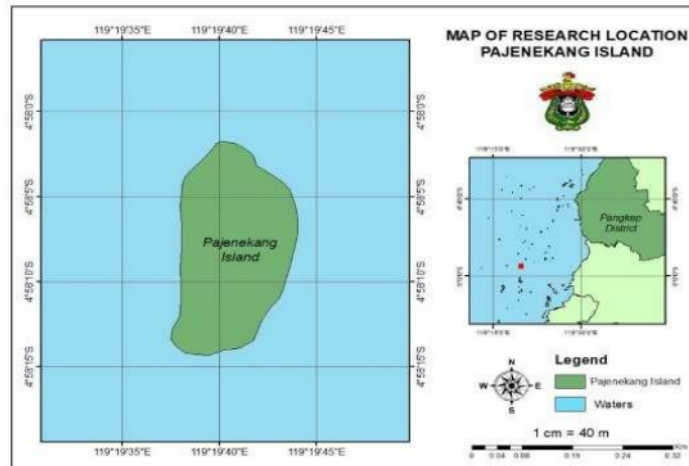 119°19'35"E 119°19'40"E 119°19'45"E
4°58'0"S
4°58'5"S
4°58'10"S
4°58'15"S
4°58'0"S
4°58'5"S
4°58'10"S
4°58'15"S
Pajenekang
Island
119°19'35"E 119°19'40"E 119°19'45"E
MAP OF RESEARCH LOCATION
PAJENEKANG ISLAND
Pangkep
District
N
W E
S
Legend
Pajenekang Island
Waters
1 cm = 40 m
0 0.04 0.08 0.16 0.24 0.32